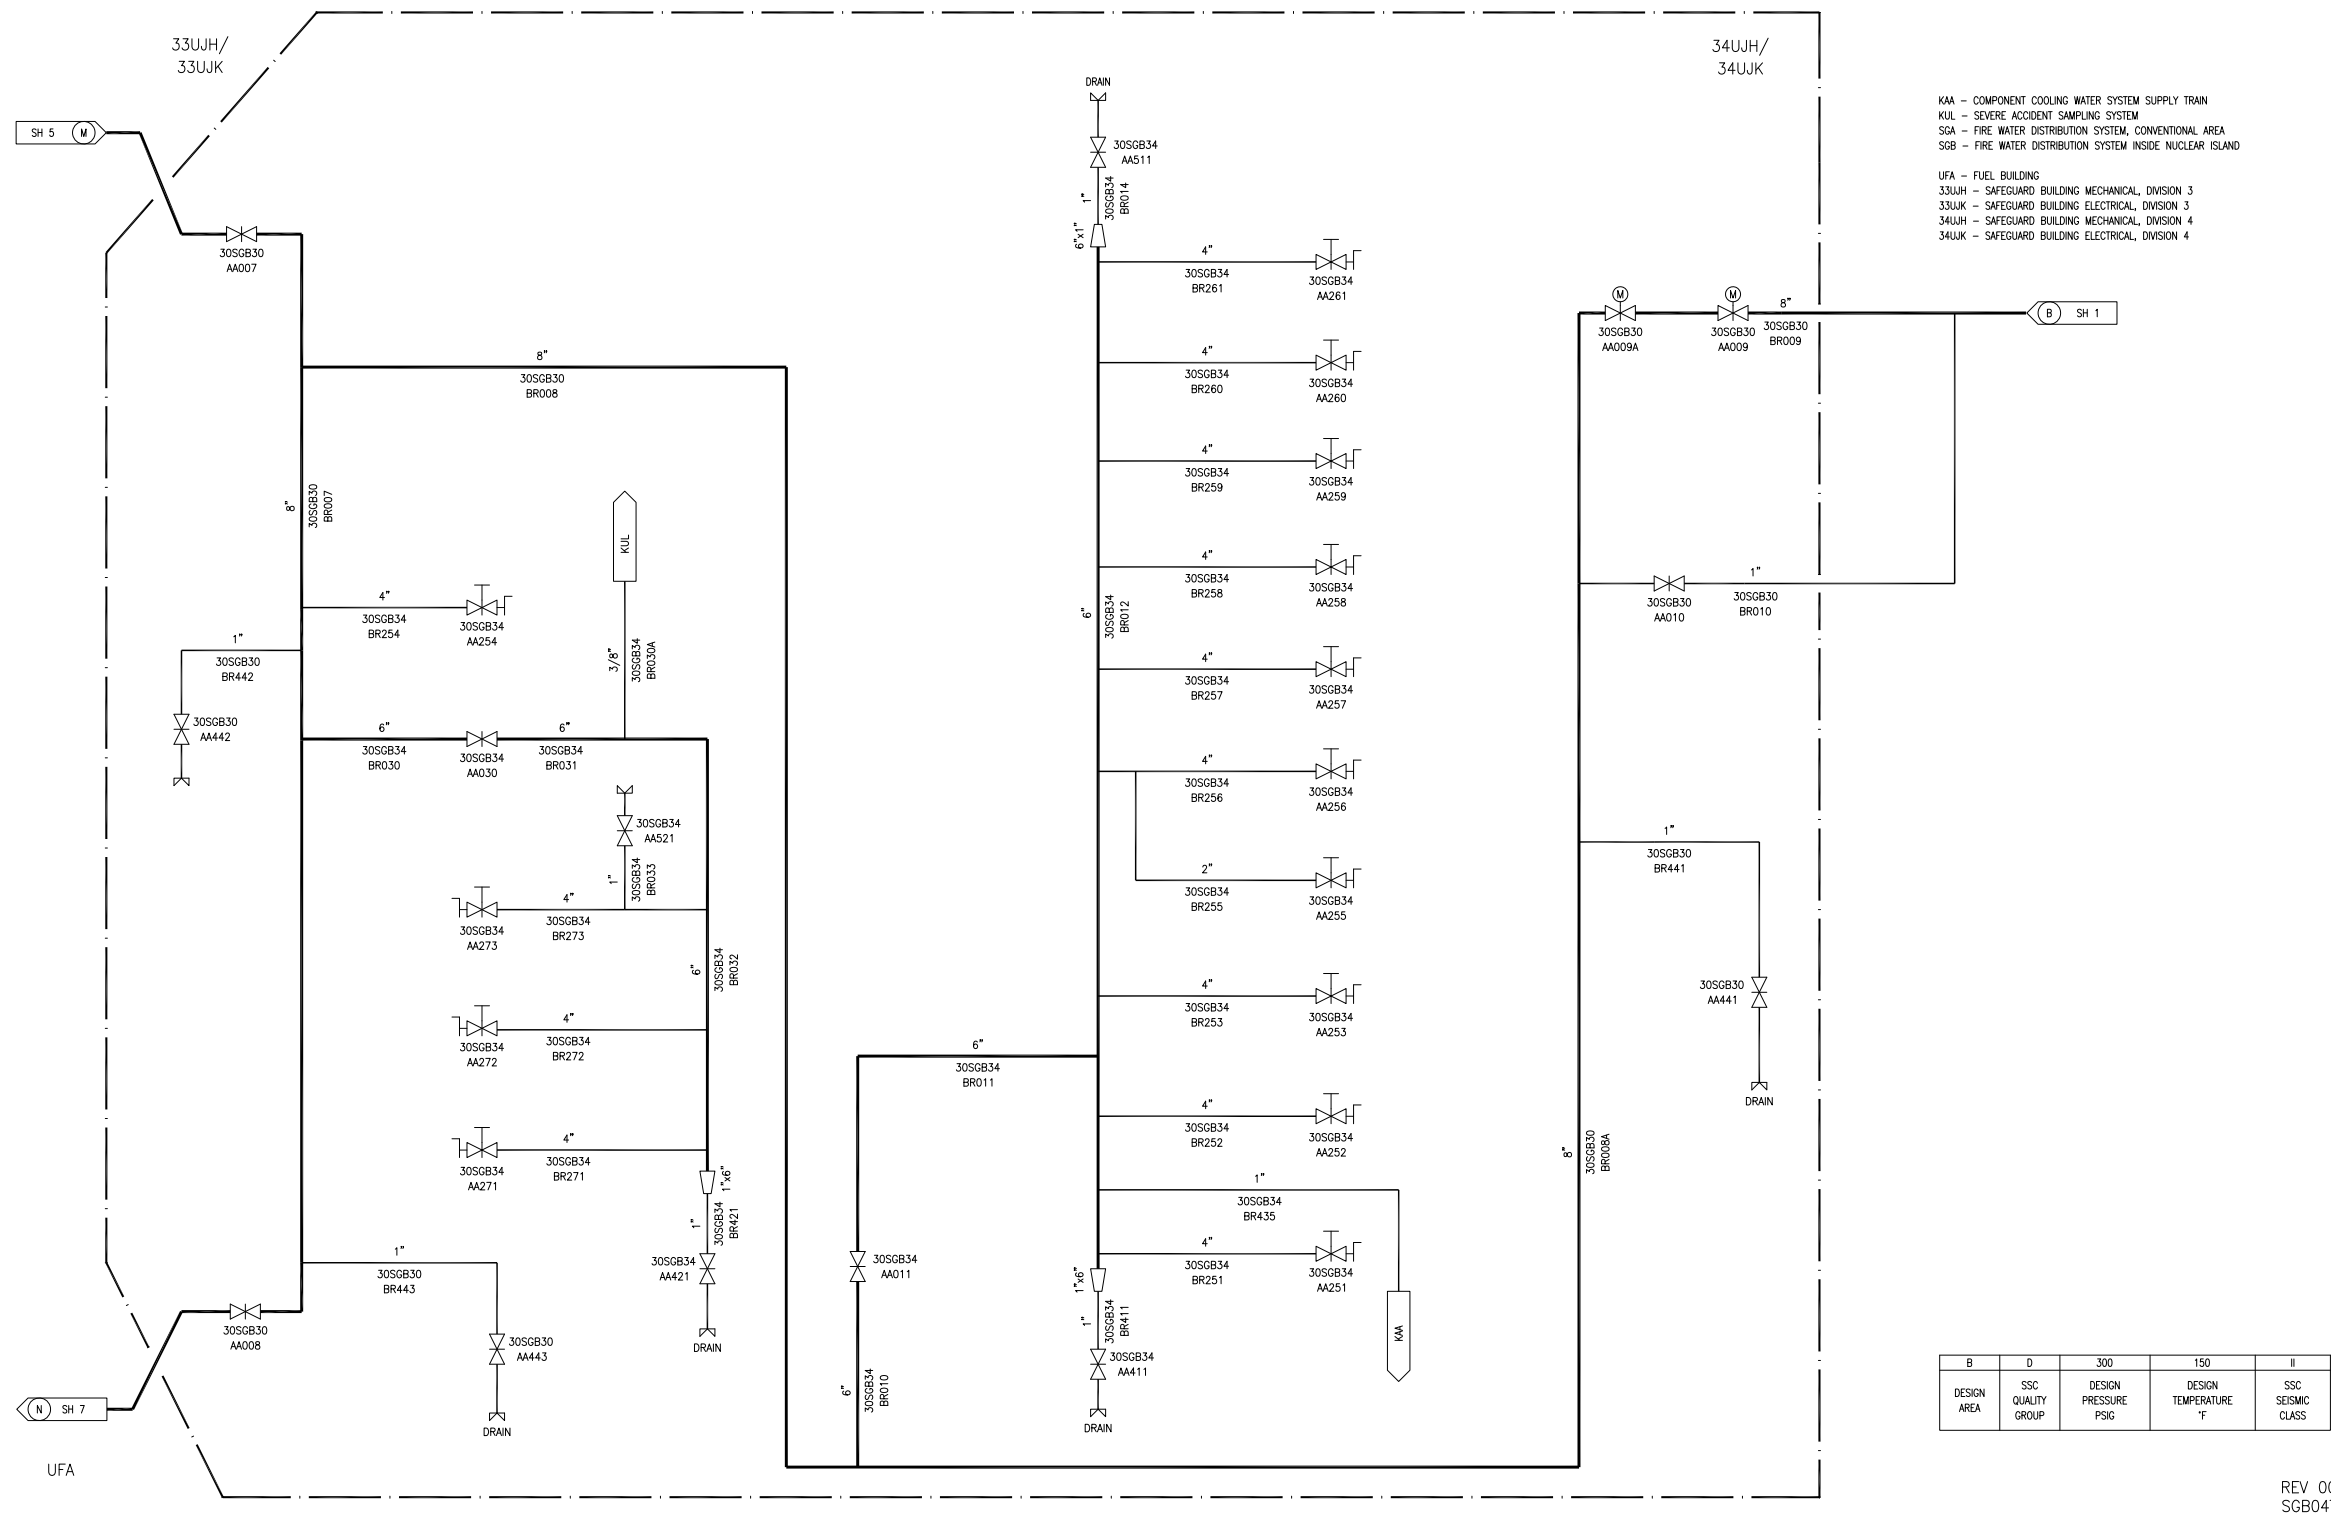 33UJH/
33UJK
34UJH/
34UJK
SH 5 M
DRAIN
30SGB34
AA511
1"
30SGB34
BR014
6"x1"
KAA – COMPONENT COOLING WATER SYSTEM SUPPLY TRAIN
KUL – SEVERE ACCIDENT SAMPLING SYSTEM
SGA – FIRE WATER DISTRIBUTION SYSTEM, CONVENTIONAL AREA
SGB – FIRE WATER DISTRIBUTION SYSTEM INSIDE NUCLEAR ISLAND
UFA – FUEL BUILDING
33UJH – SAFEGUARD BUILDING MECHANICAL, DIVISION 3
33UJK – SAFEGUARD BUILDING ELECTRICAL, DIVISION 3
34UJH – SAFEGUARD BUILDING MECHANICAL, DIVISION 4
34UJK – SAFEGUARD BUILDING ELECTRICAL, DIVISION 4
30SGB30
AA007
8"
30SGB30
BR008
8"
30SGB30
BR007
4"
30SGB34
BR254
30SGB34
AA254
1"
30SGB30
BR442
30SGB30
AA442
KUL
3/8"
30SGB34
BR030A
6"
30SGB34
BR030
30SGB34
AA030
6"
30SGB34
BR031
30SGB34
AA521
1"
30SGB34
BR033
4"
30SGB34
BR273
30SGB34
AA273
6"
30SGB34
BR032
4"
30SGB34
BR272
30SGB34
AA272
4"
30SGB34
BR271
30SGB34
AA271
1"x6"
1"
30SGB34
BR421
30SGB34
AA421
DRAIN
1"
30SGB30
BR443
30SGB30
AA443
DRAIN
30SGB30
AA008
N SH 7
UFA
4"
30SGB34
BR261
30SGB34
AA261
4"
30SGB34
BR260
30SGB34
AA260
4"
30SGB34
BR259
30SGB34
AA259
4"
30SGB34
BR258
30SGB34
AA258
6"
30SGB34
BR012
4"
30SGB34
BR257
30SGB34
AA257
4"
30SGB34
BR256
30SGB34
AA256
2"
30SGB34
BR255
30SGB34
AA255
4"
30SGB34
BR253
30SGB34
AA253
6"
30SGB34
BR011
4"
30SGB34
BR252
30SGB34
AA252
1"
30SGB34
BR435
KAA
4"
30SGB34
BR251
30SGB34
AA251
1"x6"
1"
30SGB34
BR411
30SGB34
AA411
DRAIN
30SGB34
AA011
6"
30SGB34
BR010
M
30SGB30
AA009A
M
30SGB30
AA009
8"
30SGB30
BR009
B SH 1
30SGB30
AA010
1"
30SGB30
BR010
1"
30SGB30
BR441
30SGB30
AA441
DRAIN
8"
30SGB30
BR008A
B D 300 150 II
DESIGN
AREA
SSC
QUALITY
GROUP
DESIGN
PRESSURE
PSIG
DESIGN
TEMPERATURE
°F
SSC
SEISMIC
CLASS
REV 00
SGB04